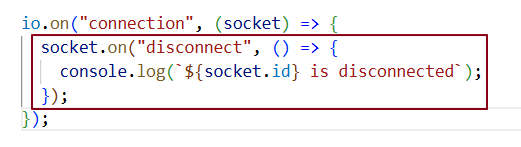 io.on("connection", (socket) => {
  socket.on("disconnect", () => {
    console.log(`${socket.id} is disconnected`);
  });
});